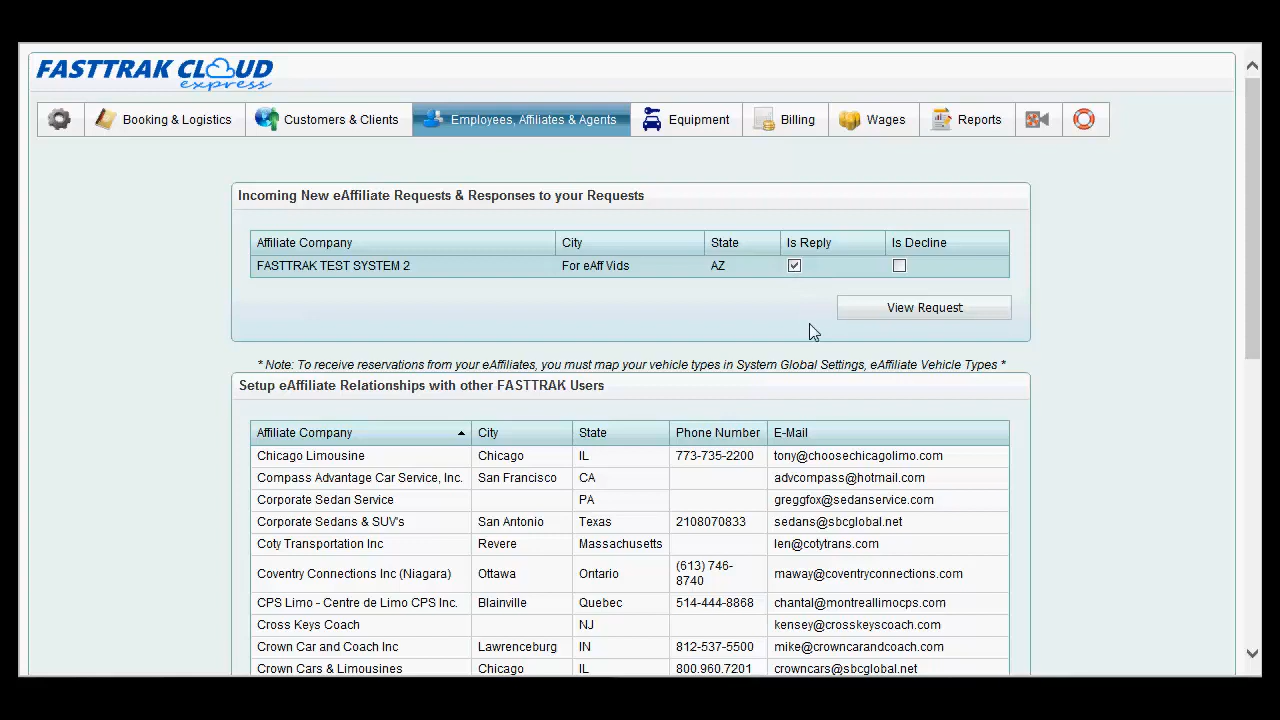 FASTTRAK CLOUD
express
Booking & Logistics Customers & Clients Employees, Affiliates & Agents Equipment Billing Wages Reports
Incoming New eAffiliate Requests & Responses to your Requests
Affiliate Company City State Is Reply Is Decline
FASTTRAK TEST SYSTEM 2 For eAff Vids AZ
View Request
* Note: To receive reservations from your eAffiliates, you must map your vehicle types in System Global Settings, eAffiliate Vehicle Types *
Setup eAffiliate Relationships with other FASTTRAK Users
Affiliate Company City State Phone Number E-Mail
Chicago Limousine Chicago IL 773-735-2200 tony@choosechicagolimo.com
Compass Advantage Car Service, Inc. San Francisco CA advcompass@hotmail.com
Corporate Sedan Service PA greggfox@sedanservice.com
Corporate Sedans & SUV's San Antonio Texas 2108070833 sedans@sbcglobal.net
Coty Transportation Inc Revere Massachusetts len@cotytrans.com
Coventry Connections Inc (Niagara) Ottawa Ontario (613) 746-
8740 maway@coventryconnections.com
CPS Limo - Centre de Limo CPS Inc. Blainville Quebec 514-444-8868 chantal@montreallimocps.com
Cross Keys Coach NJ kensey@crosskeyscoach.com
Crown Car and Coach Inc Lawrenceburg IN 812-537-5500 mike@crowncarandcoach.com
Crown Cars & Limousines Chicago IL 800.960.7201 crowncars@sbcglobal.net